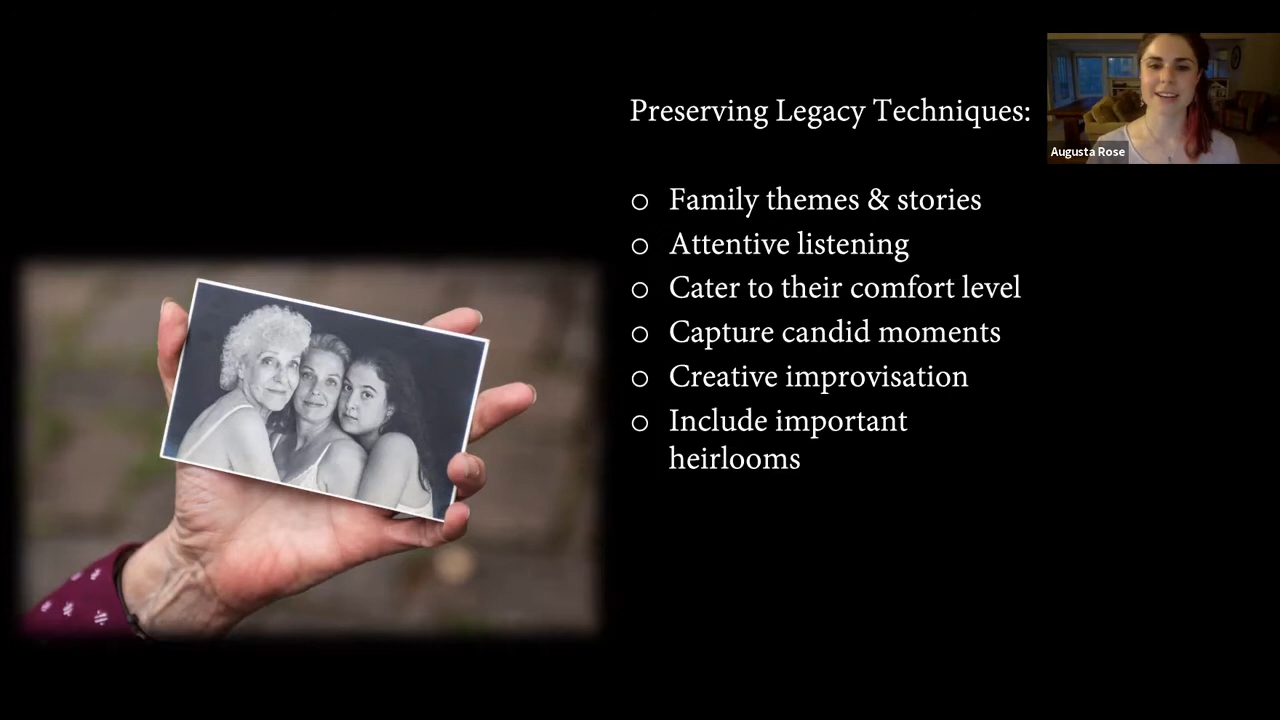 Preserving Legacy Techniques:
Augusta Rose
Family themes & stories
Attentive listening
Cater to their comfort level
Capture candid moments
Creative improvisation
Include important
heirlooms